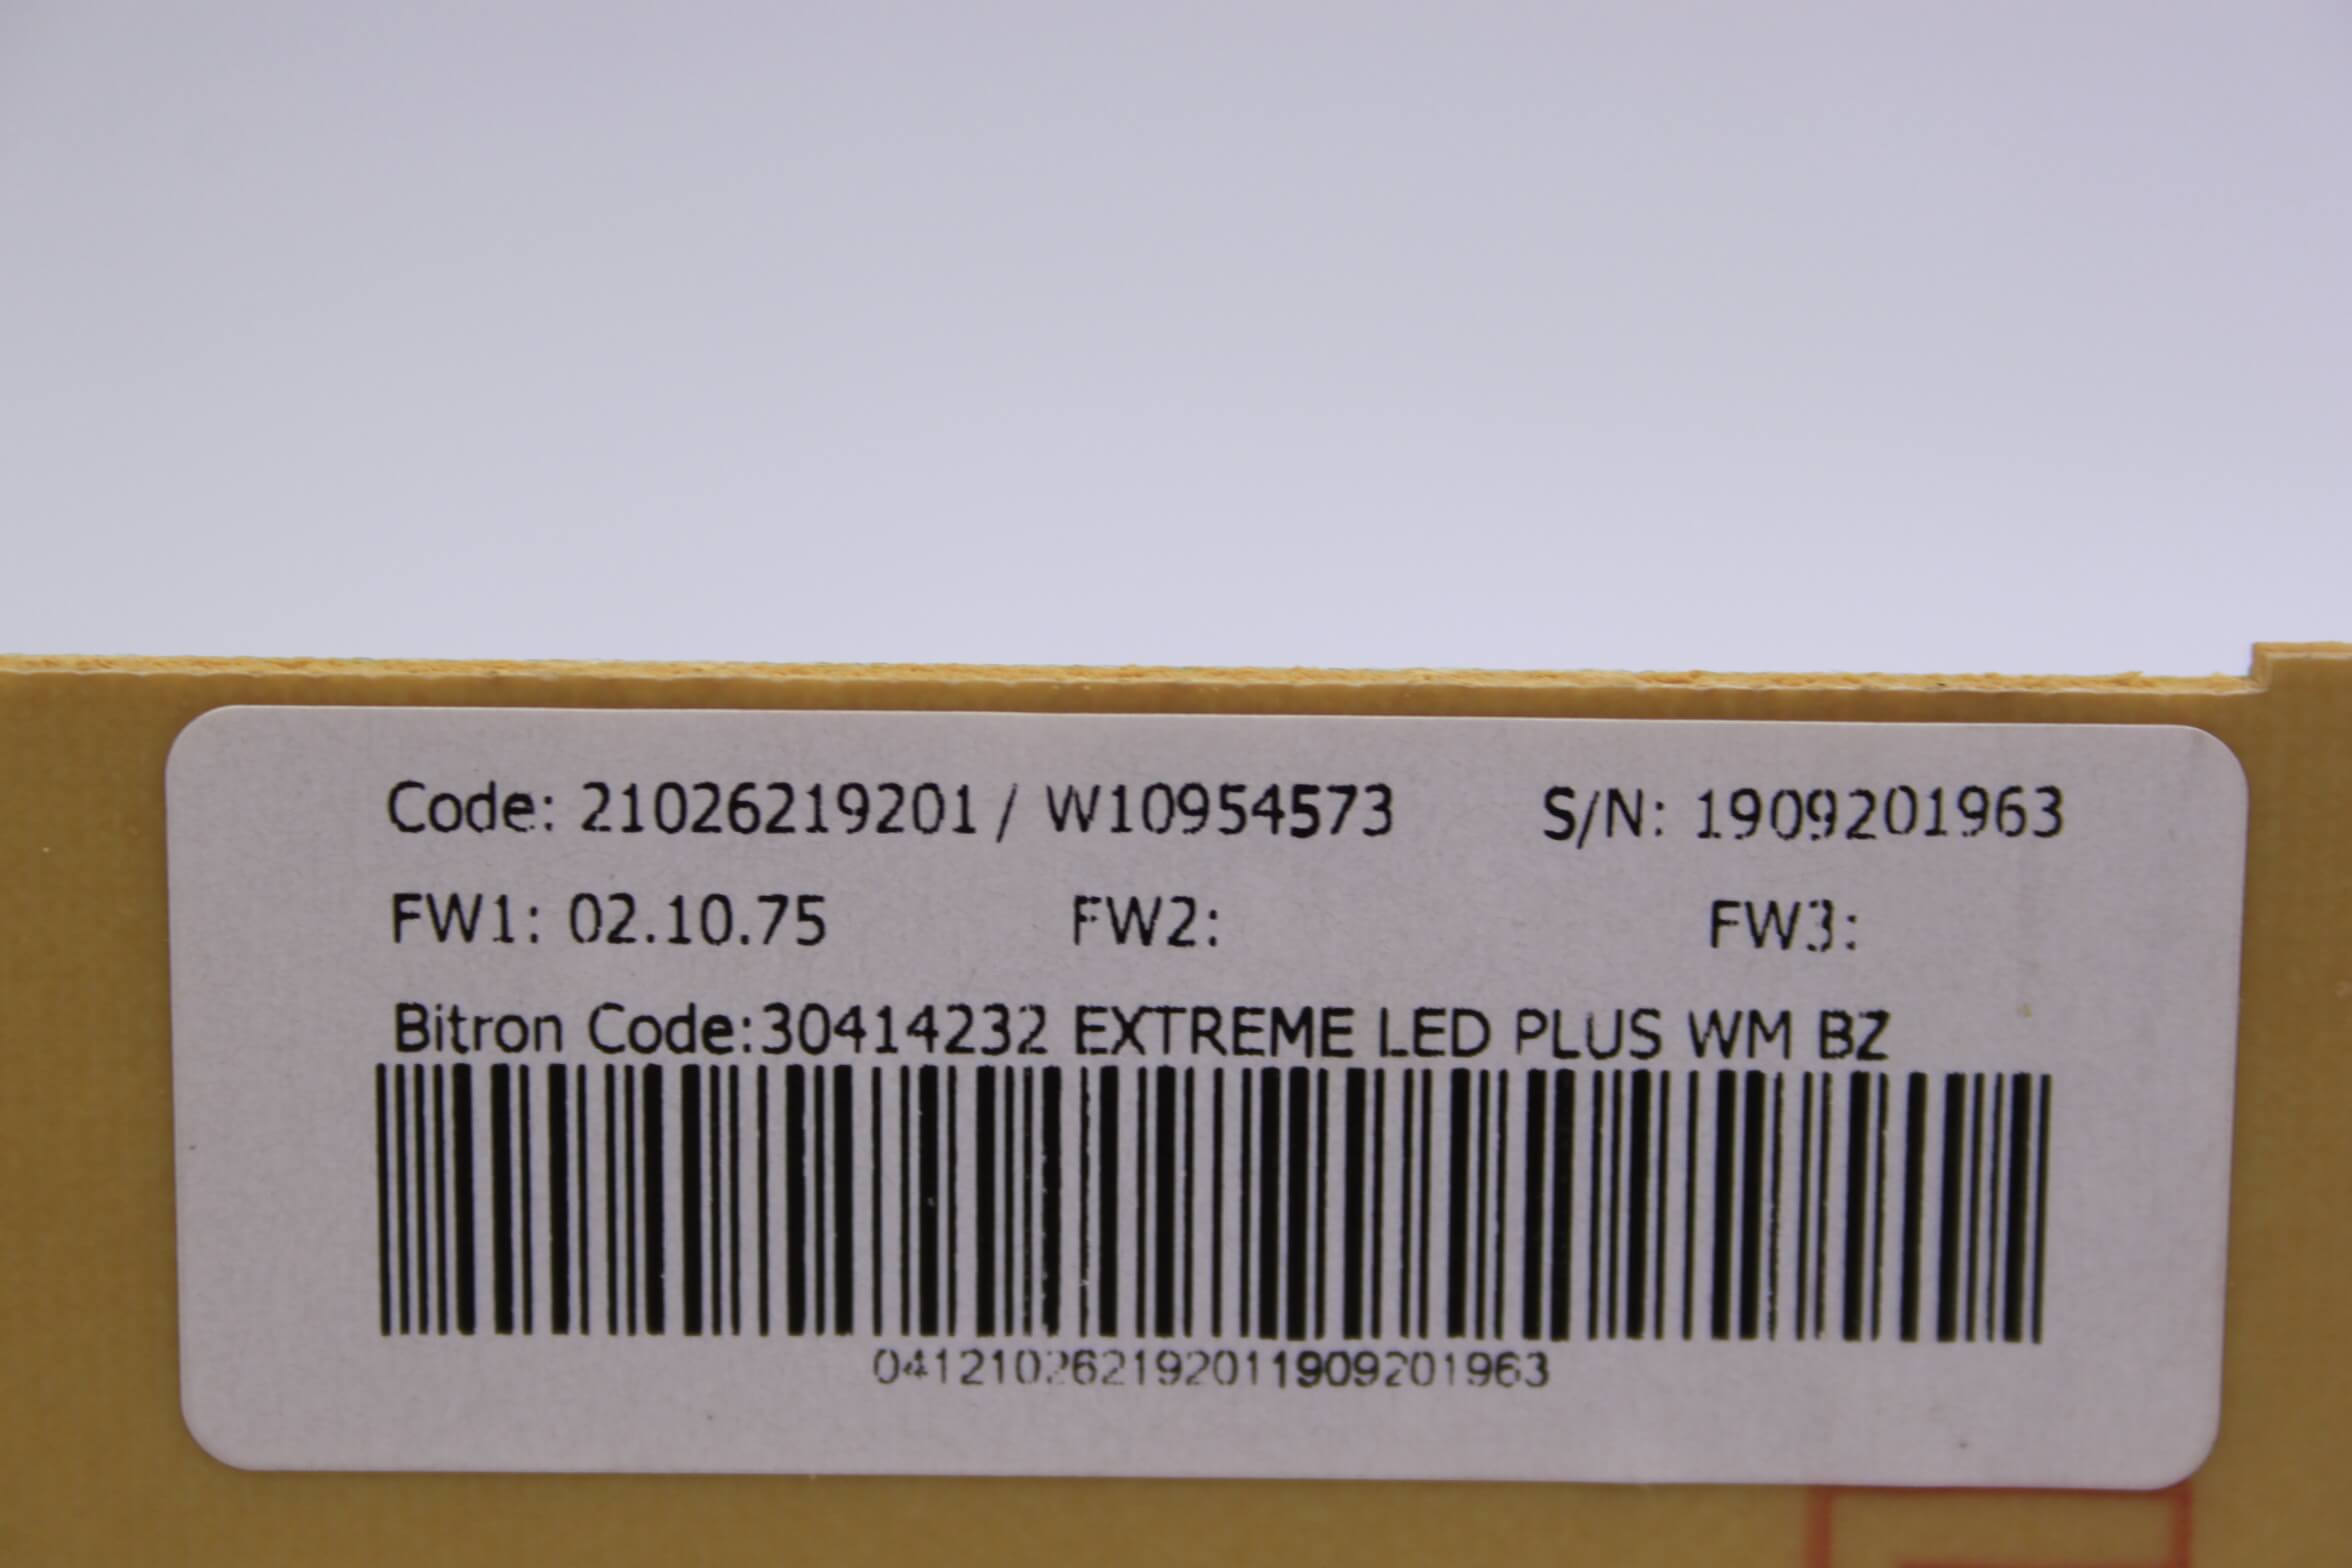 Code: 21026219201 / W10954573 S/N: 1909201963
FW1: 02.10.75 FW2: FW3:
Bitron Code:30414232 EXTREME LED PLUS WM BZ
041210262192011909201963